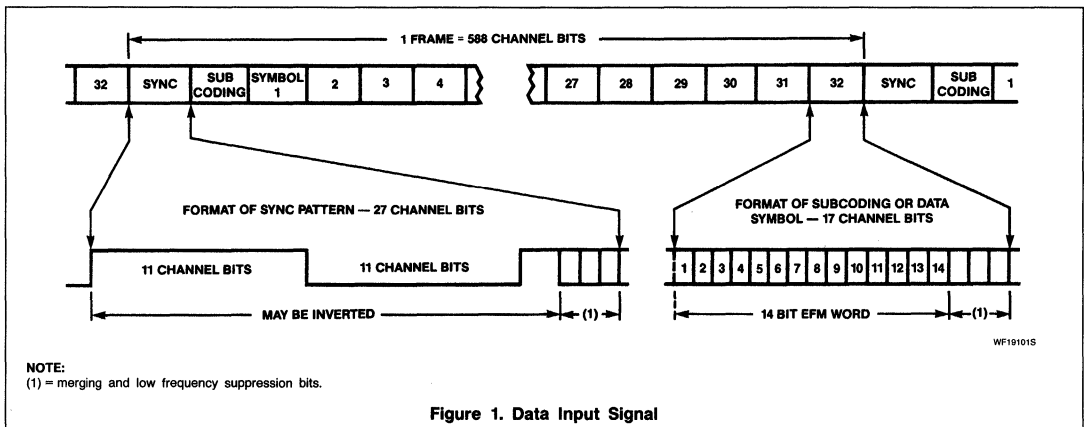 1 FRAME = 588 CHANNEL BITS
32 SYNC SUB CODING SYMBOL 1 2 3 4 27 28 29 30 31 32 SYNC SUB CODING 1
FORMAT OF SYNC PATTERN — 27 CHANNEL BITS
FORMAT OF SUBCODING OR DATA
SYMBOL — 17 CHANNEL BITS
11 CHANNEL BITS 11 CHANNEL BITS
1 2 3 4 5 6 7 8 9 10 11 12 13 14
MAY BE INVERTED (1)
14 BIT EFM WORD (1)
WF19101S
NOTE:
(1) = merging and low frequency suppression bits.
Figure 1. Data Input Signal